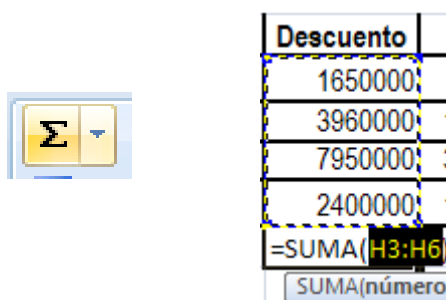 Σ
Descuento
1650000
3960000
7950000
2400000
=SUMA(H3:H6)
SUMA(número